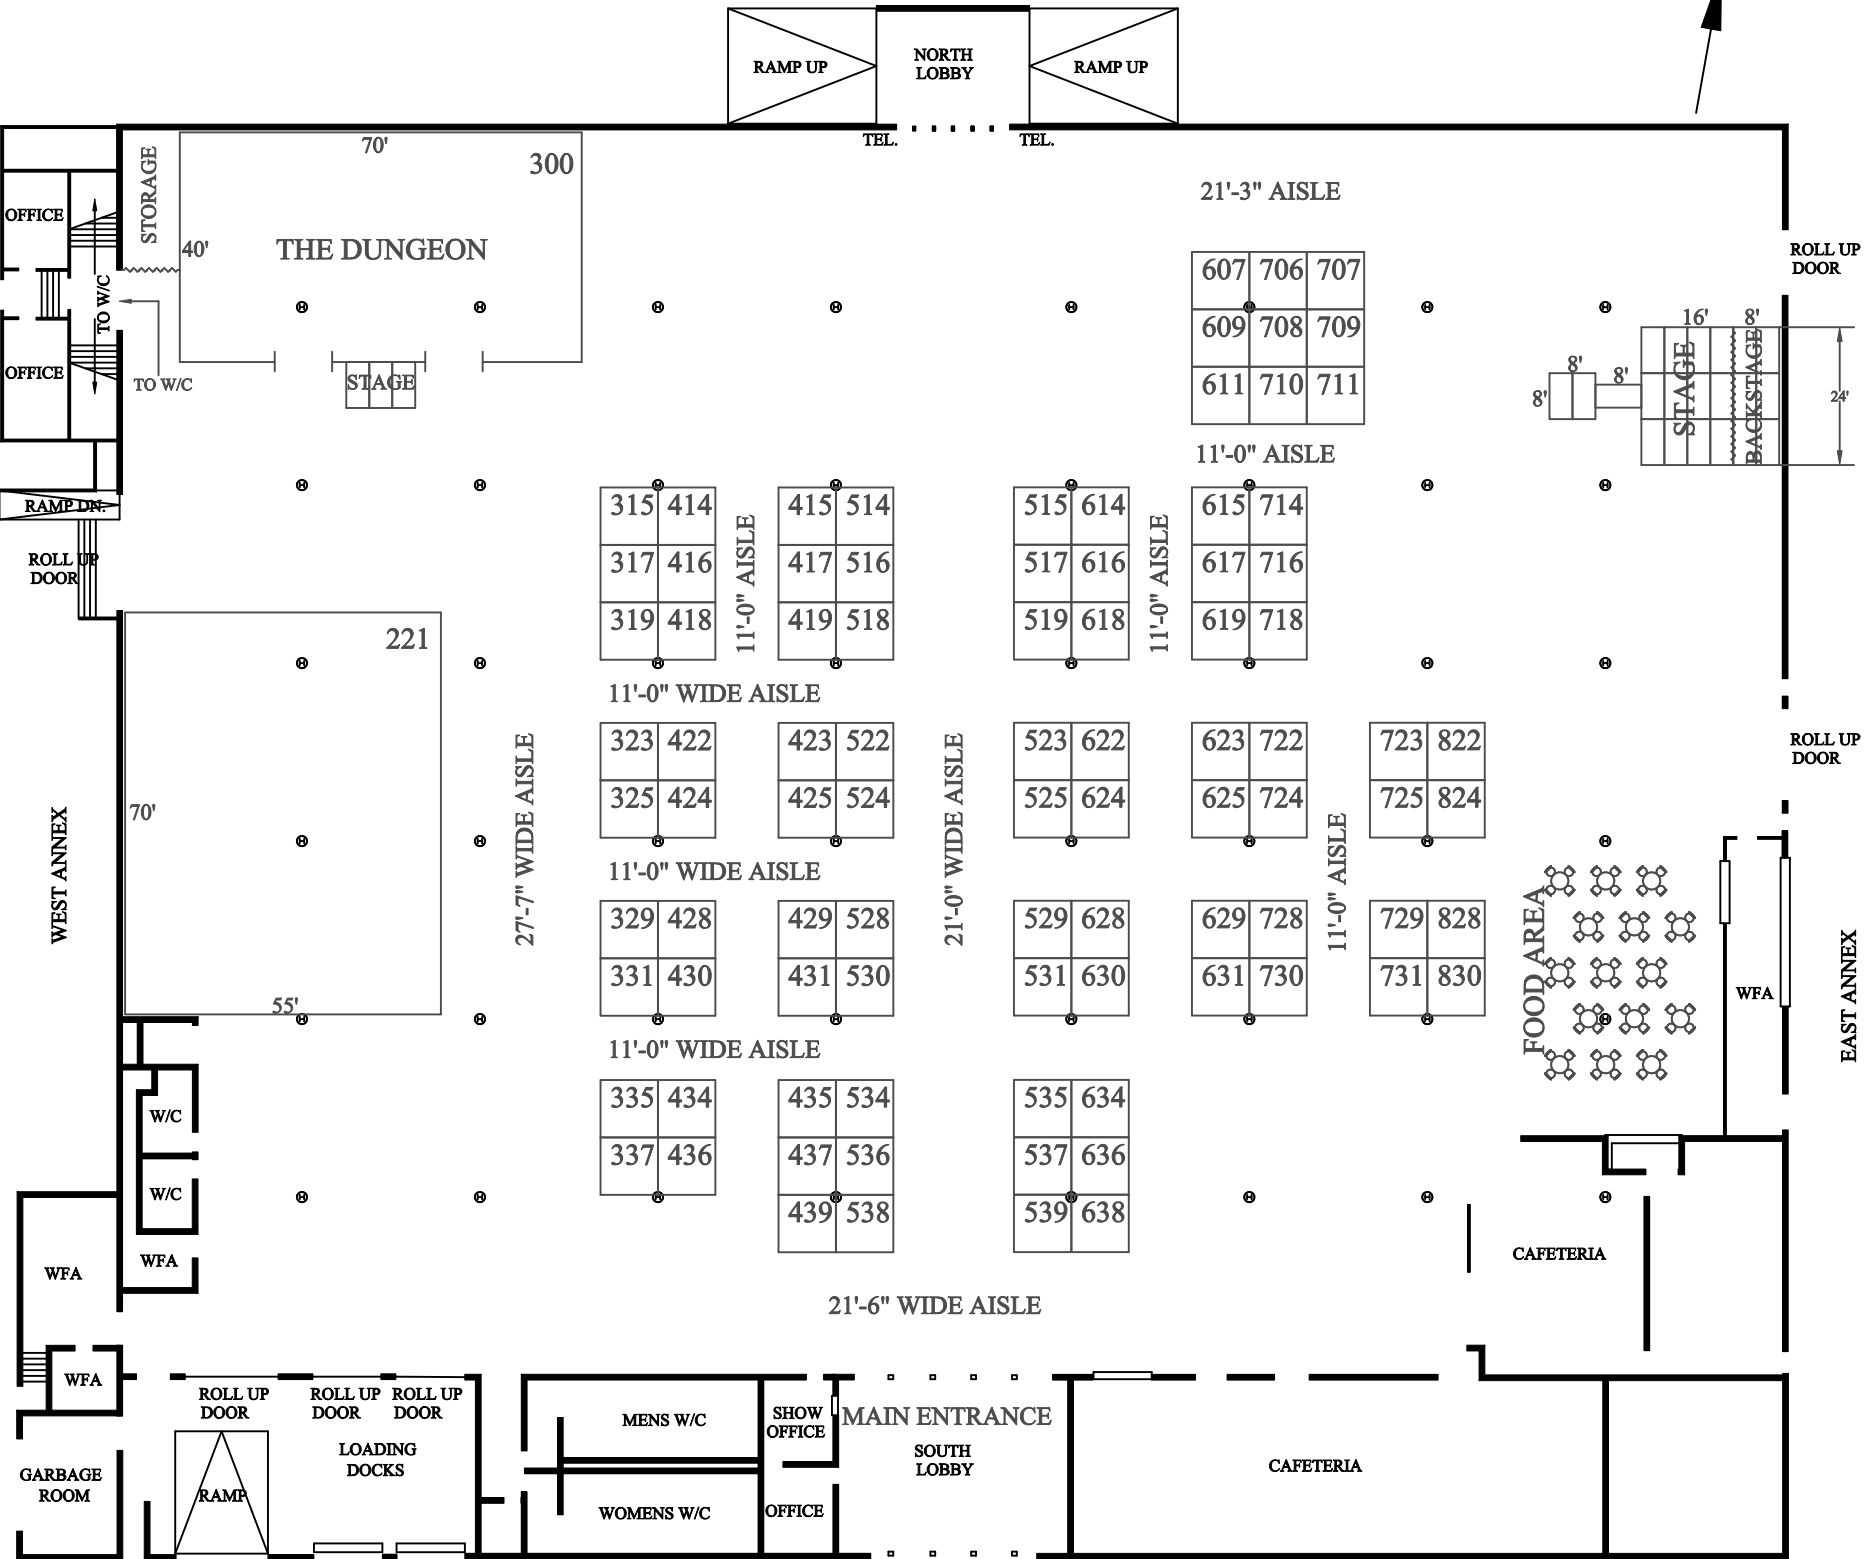 NORTH
LOBBY
RAMP UP
RAMP UP
TEL.
TEL.
70'
300
STORAGE
40'
THE DUNGEON
OFFICE
TO W/C
OFFICE
TO W/C
STAGE
21'-3" AISLE
607 706 707
609 708 709
611 710 711
11'-0" AISLE
ROLL UP
DOOR
16'
8'
8'
8'
8'
STAGE
BACKSTAGE
24'
RAMP DN.
ROLL UP
DOOR
315 414
317 416
319 418
11'-0" AISLE
415 514
417 516
419 518
515 614
517 616
519 618
11'-0" AISLE
615 714
617 716
619 718
221
70'
55'
WEST ANNEX
27'-7" WIDE AISLE
11'-0" WIDE AISLE
323 422
325 424
423 522
425 524
21'-0" WIDE AISLE
523 622
525 624
623 722
625 724
723 822
725 824
ROLL UP
DOOR
11'-0" WIDE AISLE
11'-0" AISLE
329 428
331 430
429 528
431 530
529 628
531 630
629 728
631 730
729 828
731 830
FOOD AREA
WFA
EAST ANNEX
11'-0" WIDE AISLE
335 434
337 436
435 534
437 536
439 538
535 634
537 636
539 638
W/C
W/C
WFA
WFA
WFA
CAFETERIA
21'-6" WIDE AISLE
ROLL UP
DOOR
ROLL UP
DOOR
ROLL UP
DOOR
LOADING
DOCKS
GARBAGE
ROOM
RAMP
MENS W/C
WOMENS W/C
SHOW
OFFICE
OFFICE
MAIN ENTRANCE
SOUTH
LOBBY
CAFETERIA